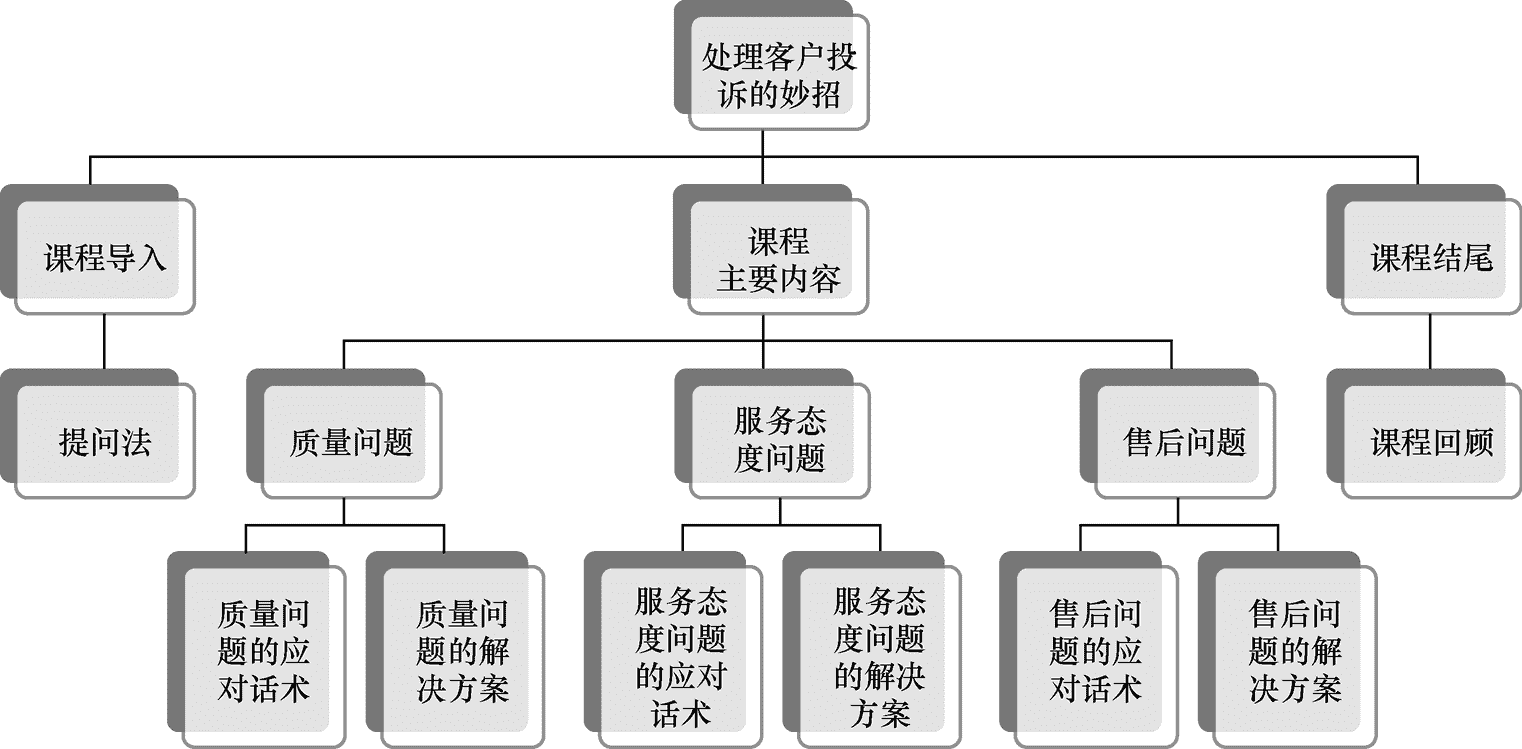 处理客户投
诉的妙招
课程导入
课程
主要内容
课程结尾
提问法
质量问题
服务态
度问题
售后问题
课程回顾
质量问
题的应
对话术
质量问
题的解
决方案
服务态
度问题
的应对
话术
服务态
度问题
的解决
方案
售后问
题的应
对话术
售后问
题的解
决方案